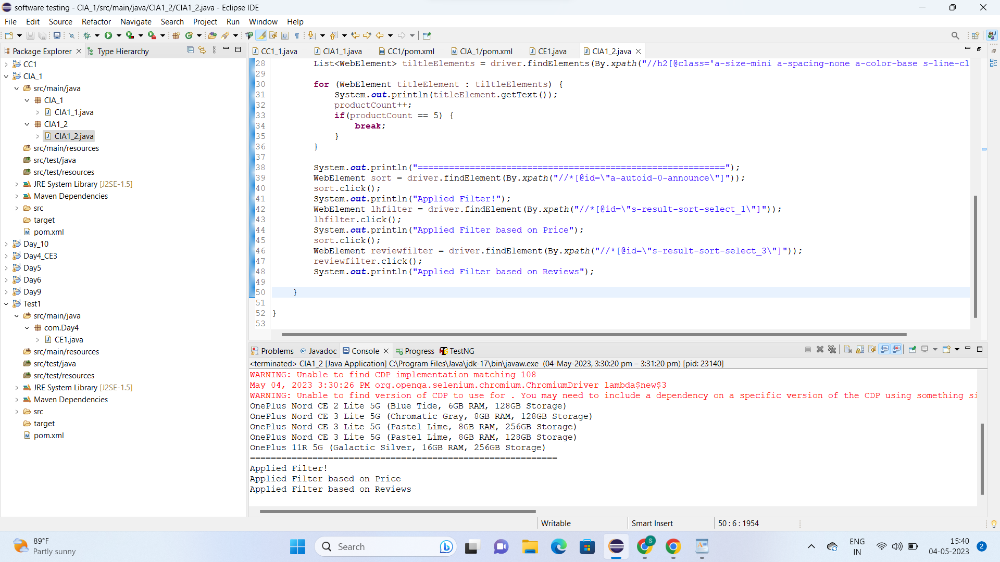 software testing - CIA_1/src/main/java/CIA1_2/CIA1_2.java - Eclipse IDE
File Edit Source Refactor Navigate Search Project Run Window Help
Package Explorer
Type Hierarchy
CC1
CIA_1
src/main/java
CIA_1
CIA1_1.java
CIA1_2
CIA1_2.java
src/main/resources
src/test/java
src/test/resources
JRE System Library [J2SE-1.5]
Maven Dependencies
src
target
pom.xml
Day_10
Day4_CE3
Day5
Day6
Day9
Test1
src/main/java
com.Day4
CE1.java
src/main/resources
src/test/java
src/test/resources
JRE System Library [J2SE-1.5]
Maven Dependencies
src
target
pom.xml
CC1_1.java CIA1_1.java CC1/pom.xml CIA_1/pom.xml CE1.java CIA1_2.java
28 List<WebElement> tiltleElements = driver.findElements(By.xpath("//h2[@class='a-size-mini a-spacing-none a-color-base s-line-cl
29
30 for (WebElement titleElement : tiltleElements) {
31 System.out.println(titleElement.getText());
32 productCount++;
33 if(productCount == 5) {
34 break;
35 }
36 }
37
38 System.out.println("===========================================================");
39 WebElement sort = driver.findElement(By.xpath("//*[@id=\"a-autoid-0-announce\"]"));
40 sort.click();
41 System.out.println("Applied Filter!");
42 WebElement lhfilter = driver.findElement(By.xpath("//*[@id=\"s-result-sort-select_1\"]"));
43 lhfilter.click();
44 System.out.println("Applied Filter based on Price");
45 sort.click();
46 WebElement reviewfilter = driver.findElement(By.xpath("//*[@id=\"s-result-sort-select_3\"]"));
47 reviewfilter.click();
48 System.out.println("Applied Filter based on Reviews");
49
50 }
51
52 }
53
Problems Javadoc Console Progress TestNG
<terminated> CIA1_2 [Java Application] C:\Program Files\Java\jdk-17\bin\javaw.exe (04-May-2023, 3:30:20 pm – 3:31:20 pm) [pid: 23140]
WARNING: Unable to find CDP implementation matching 108
May 04, 2023 3:30:26 PM org.openqa.selenium.chromium.ChromiumDriver lambda$new$3
WARNING: Unable to find version of CDP to use for . You may need to include a dependency on a specific version of the CDP using something si
OnePlus Nord CE 2 Lite 5G (Blue Tide, 6GB RAM, 128GB Storage)
OnePlus Nord CE 3 Lite 5G (Chromatic Gray, 8GB RAM, 128GB Storage)
OnePlus Nord CE 3 Lite 5G (Pastel Lime, 8GB RAM, 256GB Storage)
OnePlus Nord CE 3 Lite 5G (Pastel Lime, 8GB RAM, 128GB Storage)
OnePlus 11R 5G (Galactic Silver, 16GB RAM, 256GB Storage)
===========================================================
Applied Filter!
Applied Filter based on Price
Applied Filter based on Reviews
Writable Smart Insert 50 : 6 : 1954
89°F
Partly sunny
Search
S
ENG
IN
15:40
04-05-2023
2